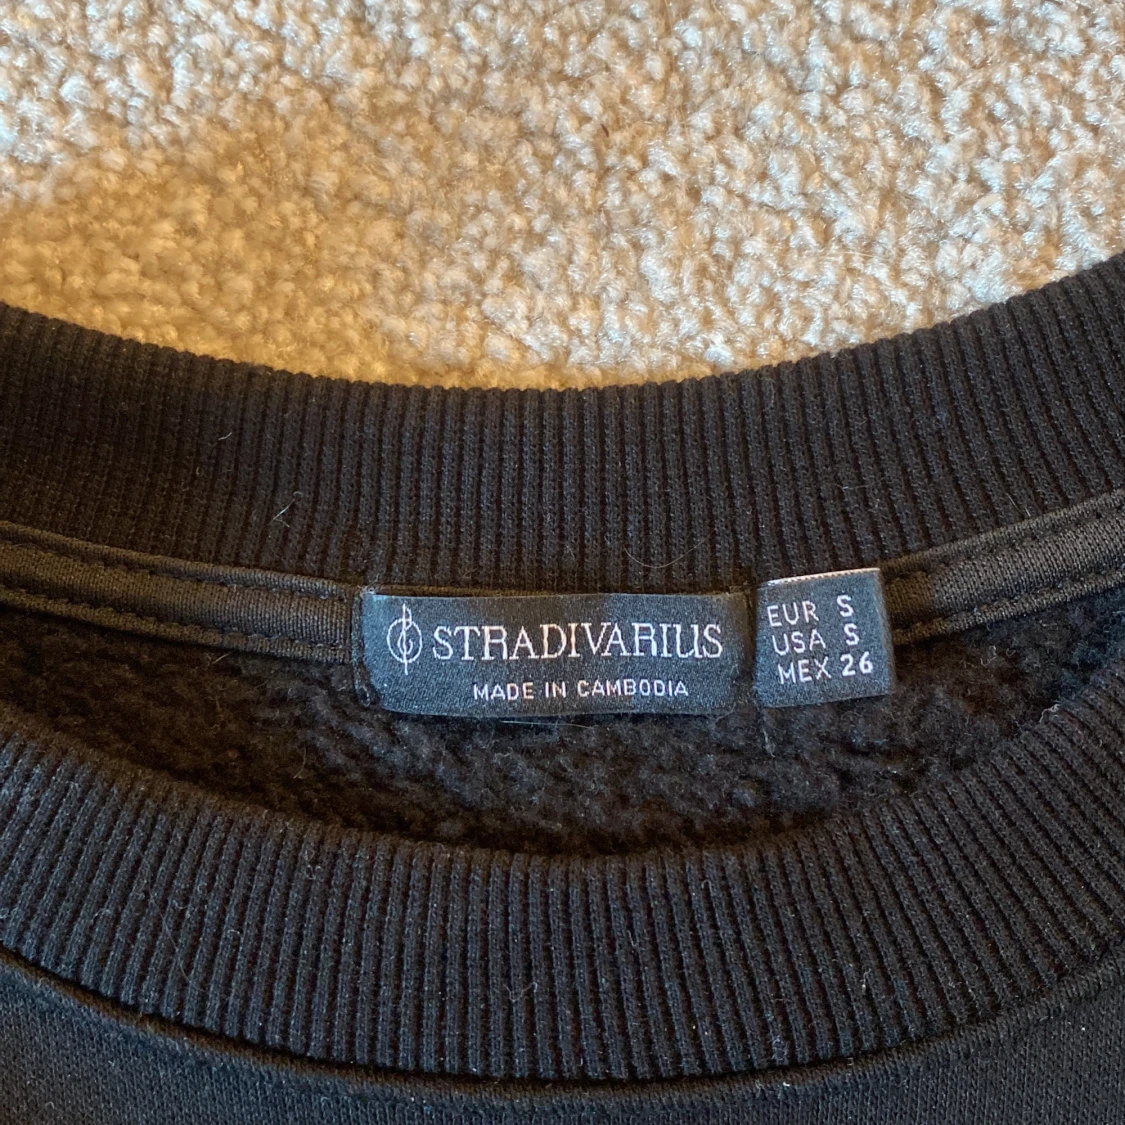 STRADIVARIUS
MADE IN CAMBODIA
EUR S
USA S
MEX 26